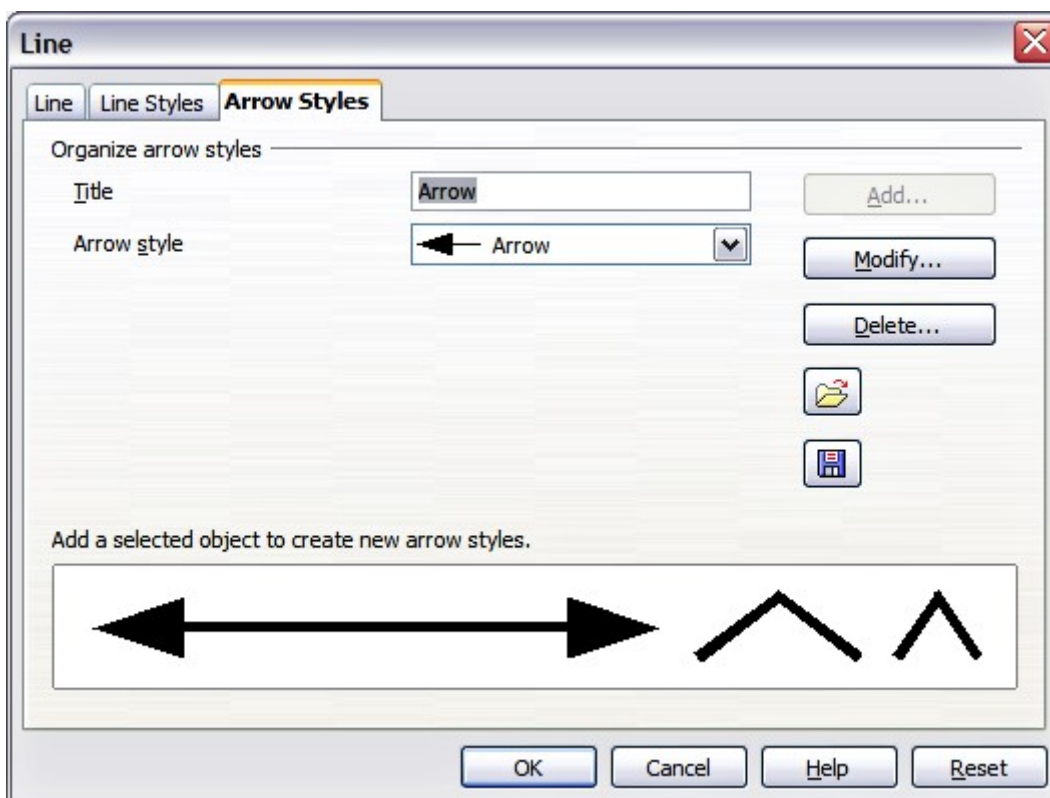 Line
Line Line Styles Arrow Styles
Organize arrow styles
Title Arrow Add...
Arrow style Arrow Modify...
Delete...
Add a selected object to create new arrow styles.
OK Cancel Help Reset